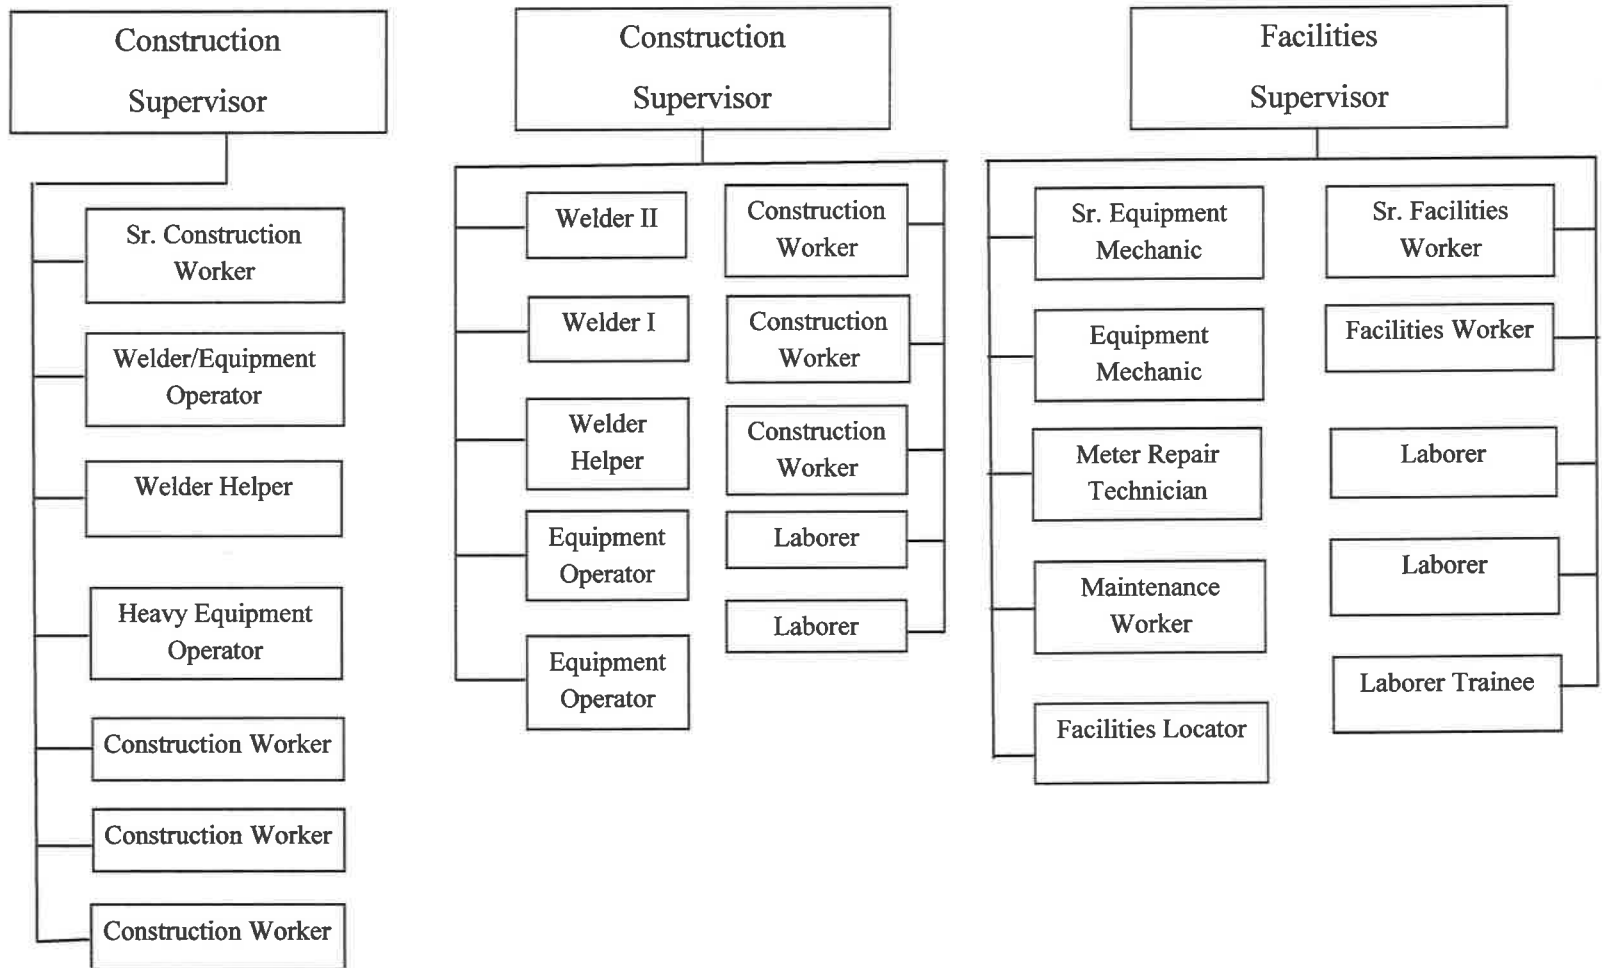 Construction
Supervisor
Sr. Construction
Worker
Welder/Equipment
Operator
Welder Helper
Heavy Equipment
Operator
Construction Worker
Construction Worker
Construction Worker
Construction
Supervisor
Welder II
Welder I
Welder
Helper
Equipment
Operator
Equipment
Operator
Construction
Worker
Construction
Worker
Construction
Worker
Laborer
Laborer
Facilities
Supervisor
Sr. Equipment
Mechanic
Equipment
Mechanic
Meter Repair
Technician
Maintenance
Worker
Facilities Locator
Sr. Facilities
Worker
Facilities Worker
Laborer
Laborer
Laborer Trainee